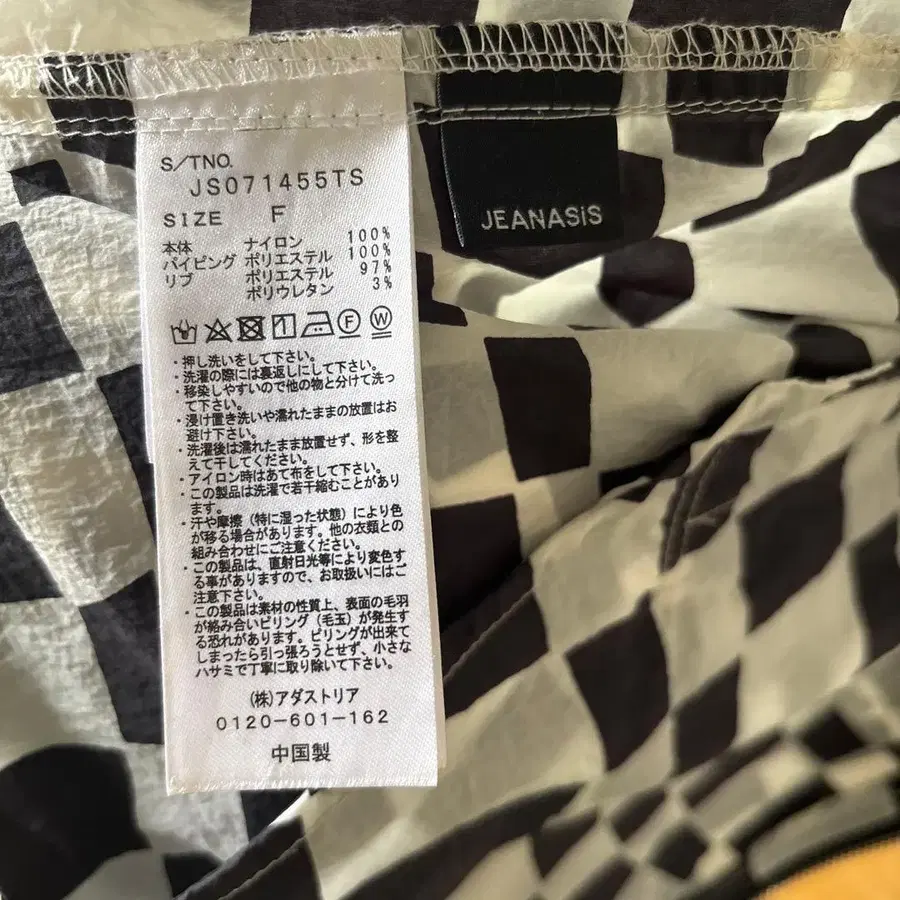 S/TNO.
JS071455TS
SIZE F
本体 ナイロン 100%
パイピング ポリエステル 100%
リブ ポリエステル 97%
ポリウレタン 3%
F W
・押し洗いをして下さい。
・洗濯の際には裏返しにして下さい。
・移染しやすいので他の物と分けて洗っ
て下さい。
・浸け置き洗いや濡れたままの放置はお
避け下さい。
・洗濯後は濡れたまま放置せず、形を整
えて干してください。
・アイロン時はあて布をして下さい。
・この製品は洗濯で若干縮むことがあり
ます。
・汗や摩擦（特に湿った状態）により色
が移る場合があります。他の衣類との
組み合わせにご注意ください。
・この製品は、直射日光等により変色す
る事がありますので、お取扱いにはご
注意下さい。
・この製品は素材の性質上、表面の毛羽
が絡み合いピリング（毛玉）が発生す
る恐れがあります。ピリングが出来て
しまったら引っ張ろうとせず、小さな
ハサミで丁寧に取り除いて下さい。
(株)アダストリア
0120-601-162
中国製
JEANASiS